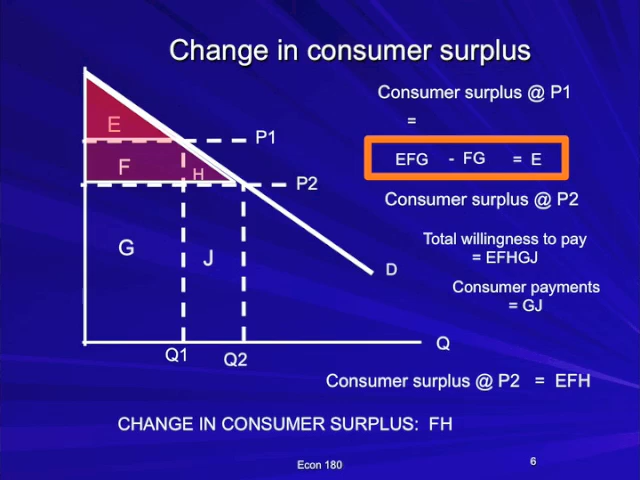 Change in consumer surplus
Consumer surplus @ P1
=
EFG - FG = E
Consumer surplus @ P2
Total willingness to pay
= EFHGJ
Consumer payments
= GJ
E
P1
F
H
P2
G
J
D
Q
Q1
Q2
Consumer surplus @ P2 = EFH
CHANGE IN CONSUMER SURPLUS: FH
Econ 180
6